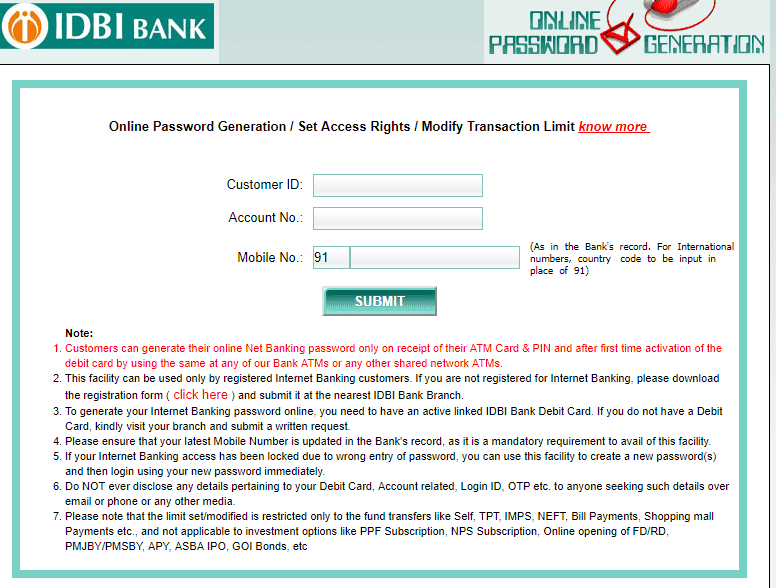 IDBI BANK
ONLINE
PASSWORD GENERATION
Online Password Generation / Set Access Rights / Modify Transaction Limit know more
Customer ID:
Account No.:
Mobile No.: 91
(As in the Bank's record. For International
numbers, country code to be input in
place of 91)
SUBMIT
Note:
1. Customers can generate their online Net Banking password only on receipt of their ATM Card & PIN and after first time activation of the
debit card by using the same at any of our Bank ATMs or any other shared network ATMs.
2. This facility can be used only by registered Internet Banking customers. If you are not registered for Internet Banking, please download
the registration form ( click here ) and submit it at the nearest IDBI Bank Branch.
3. To generate your Internet Banking password online, you need to have an active linked IDBI Bank Debit Card. If you do not have a Debit
Card, kindly visit your branch and submit a written request.
4. Please ensure that your latest Mobile Number is updated in the Bank's record, as it is a mandatory requirement to avail of this facility.
5. If your Internet Banking access has been locked due to wrong entry of password, you can use this facility to create a new password(s)
and then login using your new password immediately.
6. Do NOT ever disclose any details pertaining to your Debit Card, Account related, Login ID, OTP etc. to anyone seeking such details over
email or phone or any other media.
7. Please note that the limit set/modified is restricted only to the fund transfers like Self, TPT, IMPS, NEFT, Bill Payments, Shopping mall
Payments etc., and not applicable to investment options like PPF Subscription, NPS Subscription, Online opening of FD/RD,
PMJBY/PMSBY, APY, ASBA IPO, GOI Bonds, etc